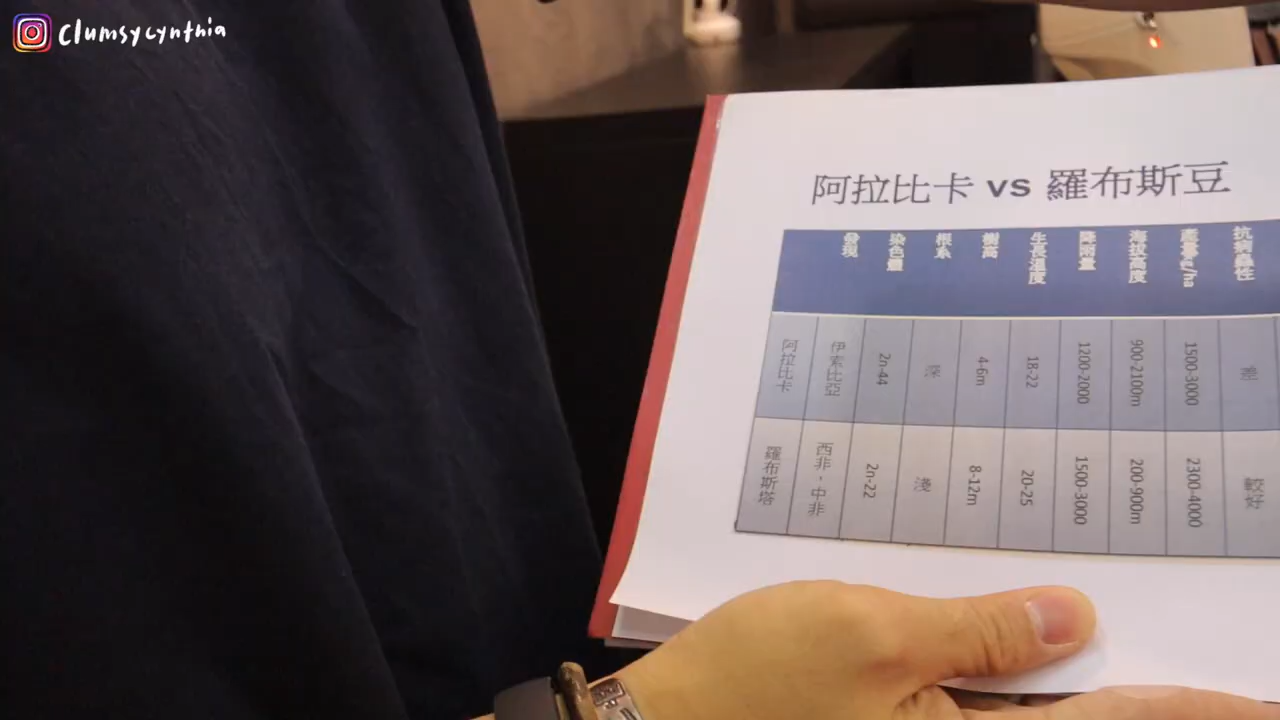 clumsycynthia
阿拉比卡 vs 羅布斯豆
發現 染色體 根系 樹高 生長溫度 降雨量 海拔高度 產量kg/ha 抗病蟲性
阿拉比卡 伊索比亞 2n-44 深 4-6m 18-22 1200-2000 900-2100m 1500-3000 差
羅布斯塔 西非，中非 2n-22 淺 8-12m 20-25 1500-3000 200-900m 2300-4000 較好